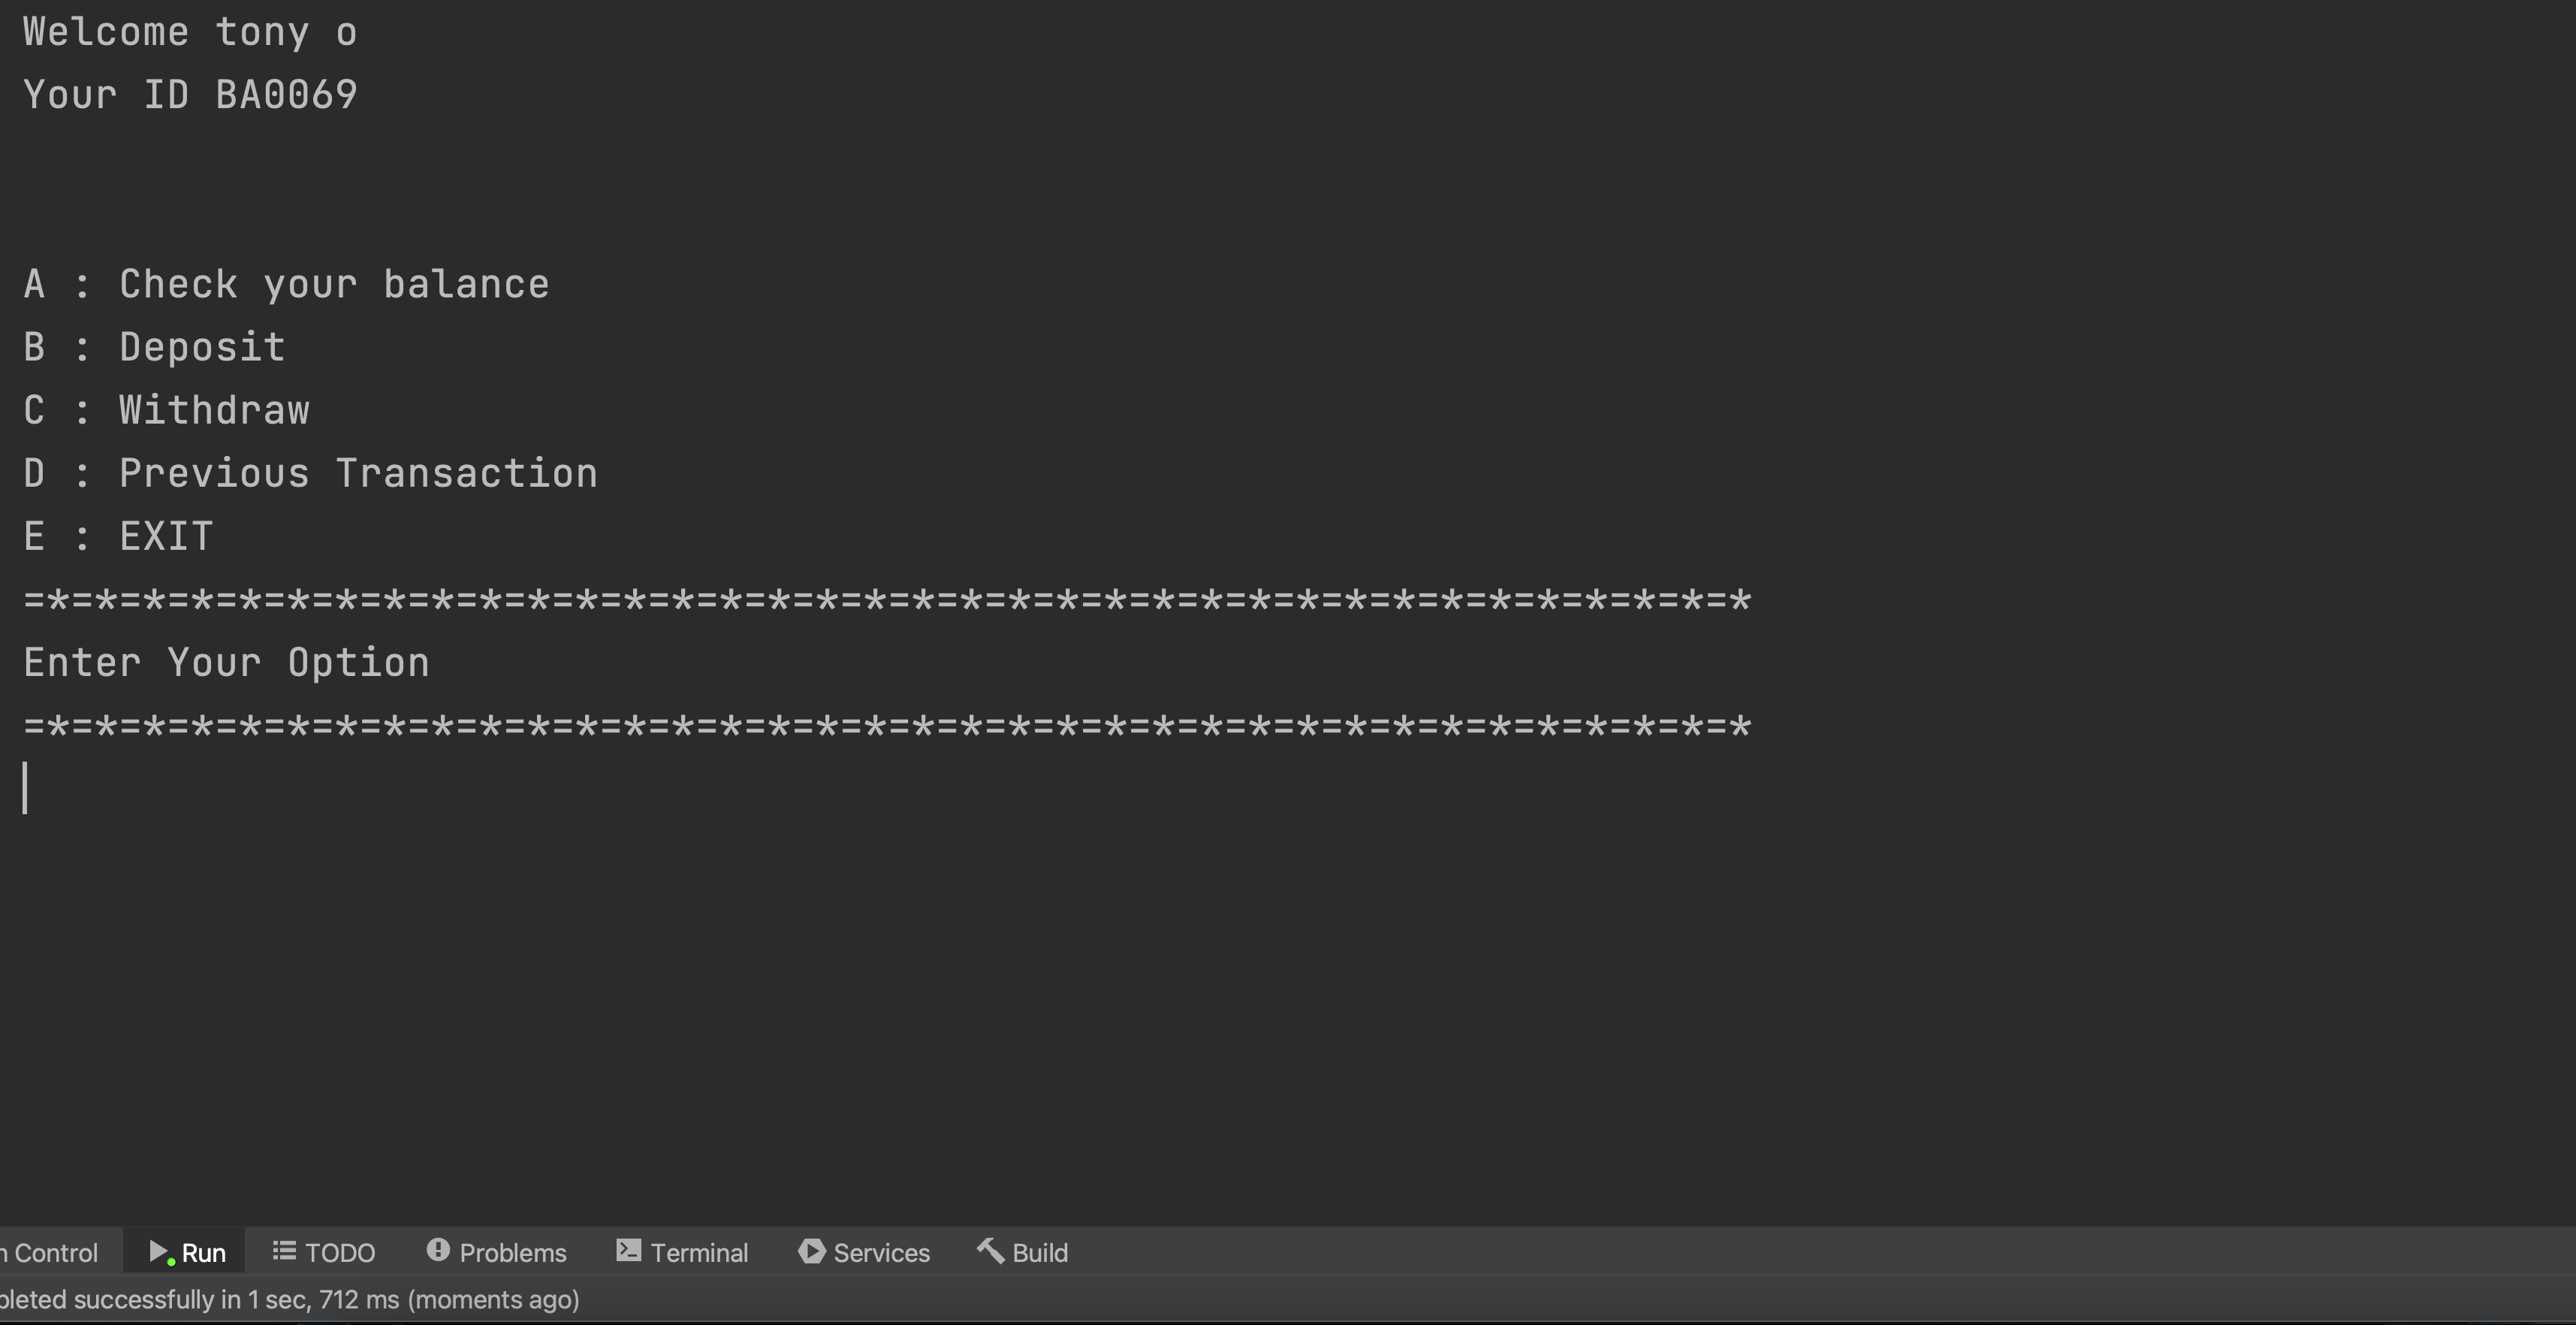 Welcome tony o
Your ID BA0069
A : Check your balance
B : Deposit
C : Withdraw
D : Previous Transaction
E : EXIT
=*=*=*=*=*=*=*=*=*=*=*=*=*=*=*=*=*=*=*=*=*=*=*=*=*=*=*=*=*=*=*=*=*=*=*=*
Enter Your Option
=*=*=*=*=*=*=*=*=*=*=*=*=*=*=*=*=*=*=*=*=*=*=*=*=*=*=*=*=*=*=*=*=*=*=*=*
n Control Run TODO Problems Terminal Services Build
pleted successfully in 1 sec, 712 ms (moments ago)